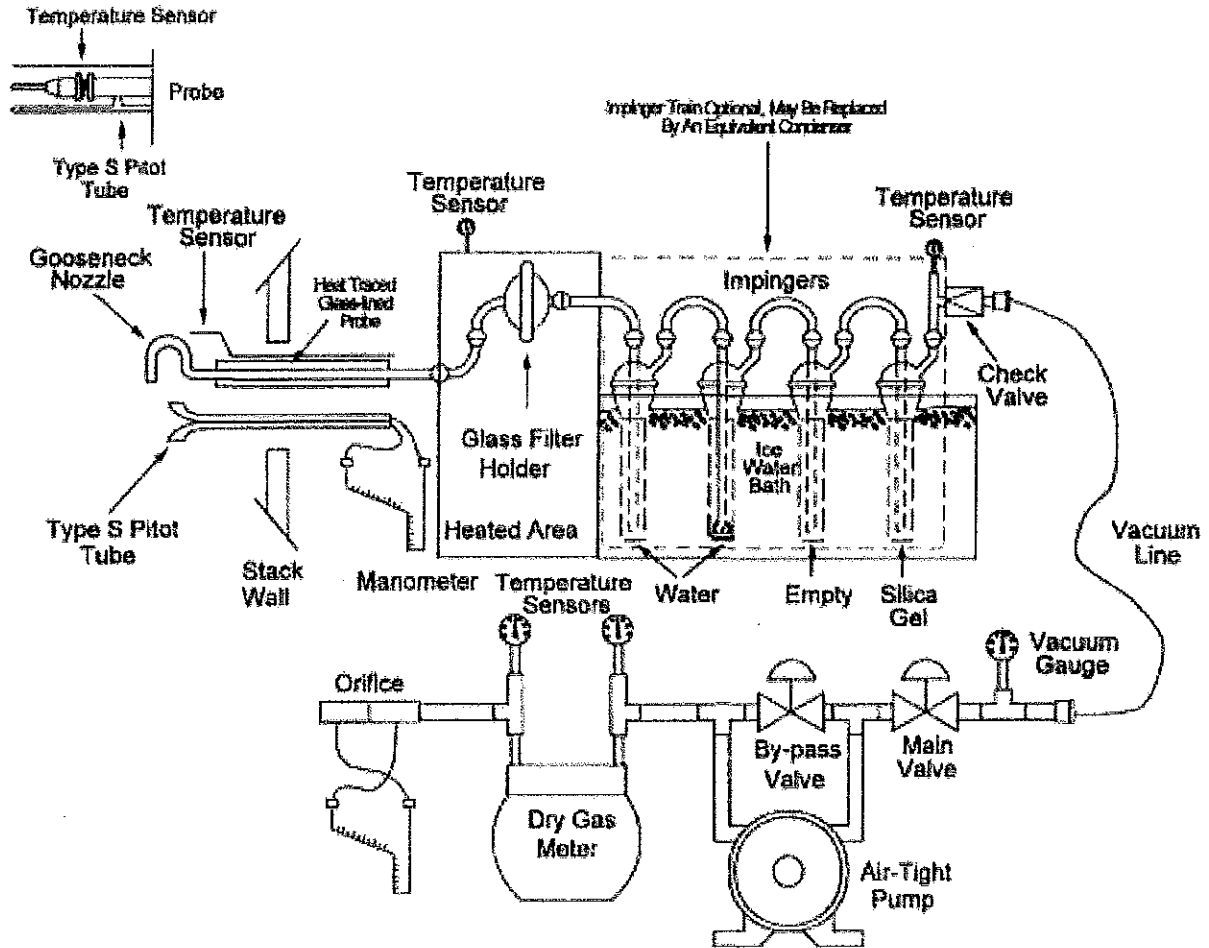 Temperature Sensor
Probe
Type S Pitot
Tube
Impinger Train Optional, May Be Replaced
By An Equivalent Condenser
Temperature
Sensor
Temperature
Sensor
Temperature
Sensor
Gooseneck
Nozzle
Heat Traced
Glass-lined
Probe
Impingers
Check
Valve
Glass Filter
Holder
Ice
Water
Bath
Heated Area
Type S Pitot
Tube
Stack
Wall
Manometer
Temperature
Sensors
Water
Empty
Silica
Gel
Vacuum
Line
Vacuum
Gauge
Orifice
By-pass
Valve
Main
Valve
Dry Gas
Meter
Air-Tight
Pump